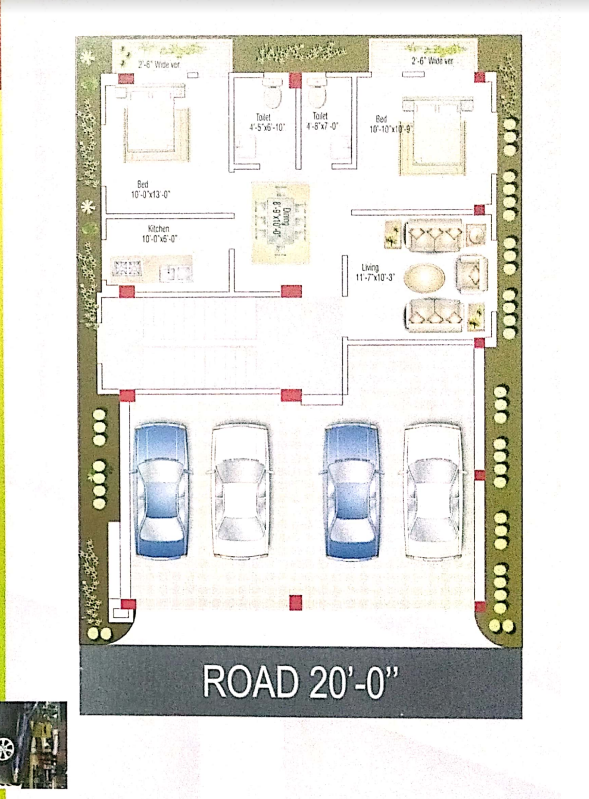 2'-6" Wide ver
2'-6" Wide ver
Toilet
4'-5"x6'-10"
Toilet
4'-6"x7'-0"
Bed
10'-10"x10'-9"
Bed
10'-0"x13'-0"
Dining
8'-9"x10'-0"
Kitchen
10'-0"x6'-0"
Living
11'-7"x10'-3"
ROAD 20'-0"